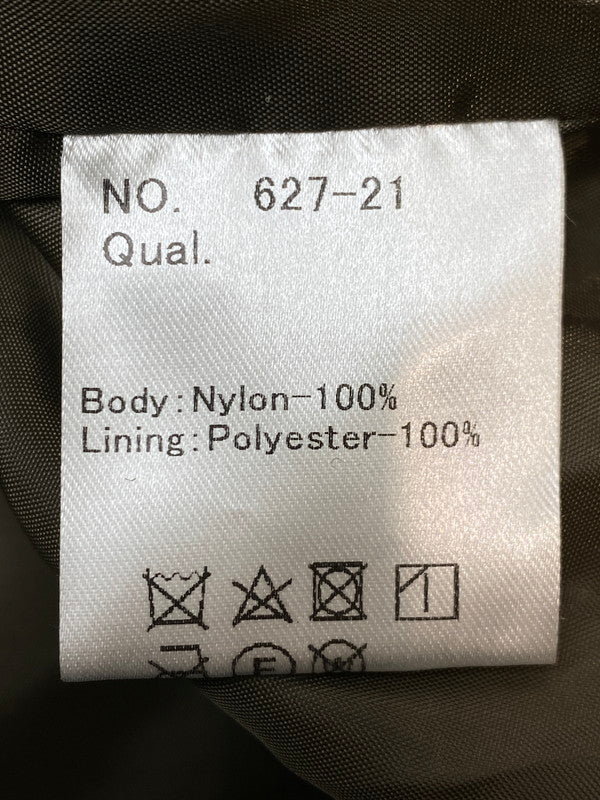 NO. 627-21
Qual.
Body:Nylon-100%
Lining:Polyester-100%